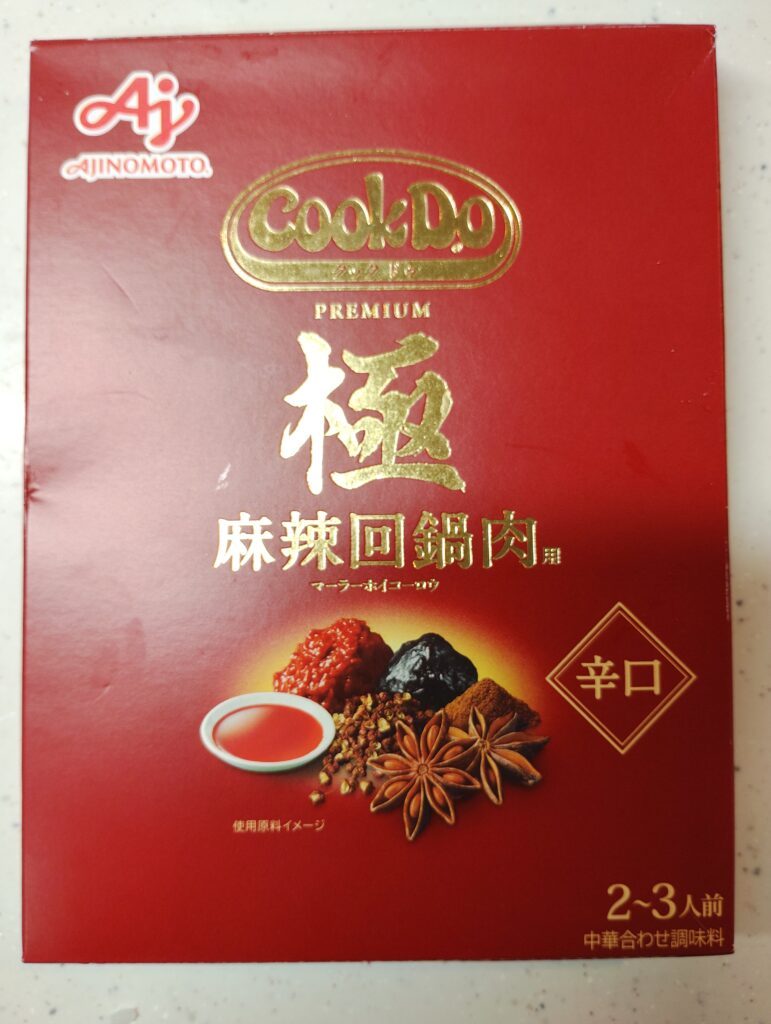 Aj
AJINOMOTO®
CookDo®
クックドゥ
PREMIUM
極
麻辣回鍋肉用
マーラーホイコーロウ
辛口
使用原料イメージ
2~3人前
中華合わせ調味料